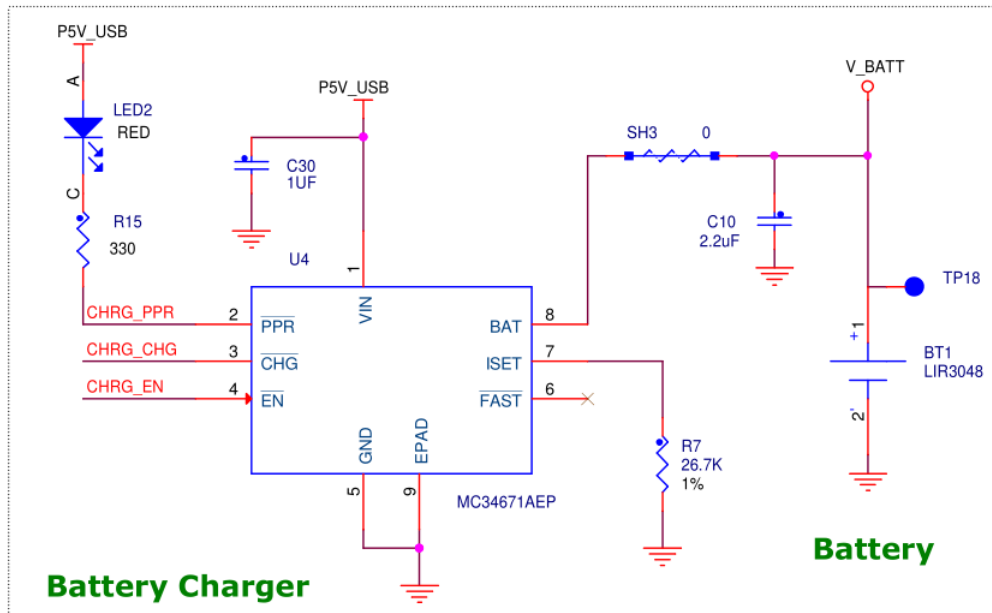 P5V_USB
A
LED2
RED
C
R15
330
P5V_USB
C30
1UF
U4
1
VIN
CHRG_PPR
2
PPR
CHRG_CHG
3
CHG
CHRG_EN
4
EN
BAT
8
ISET
7
FAST
6
GND
EPAD
5
9
MC34671AEP
SH3 0
V_BATT
C10
2.2uF
TP18
R7
26.7K
1%
+
1
BT1
LIR3048
2
-
Battery Charger
Battery